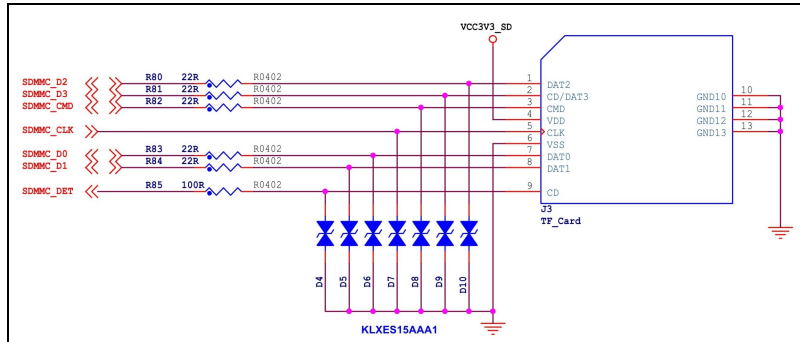 VCC3V3_SD
SDMMC_D2 R80 22R R0402 1 DAT2
SDMMC_D3 R81 22R R0402 2 CD/DAT3 GND10 10
SDMMC_CMD R82 22R R0402 3 CMD GND11 11
4 VDD GND12 12
SDMMC_CLK 5 CLK GND13 13
6 VSS
SDMMC_D0 R83 22R R0402 7 DAT0
SDMMC_D1 R84 22R R0402 8 DAT1
SDMMC_DET R85 100R R0402 9 CD
J3
TF_Card
D4 D5 D6 D7 D8 D9 D10
KLXES15AAA1